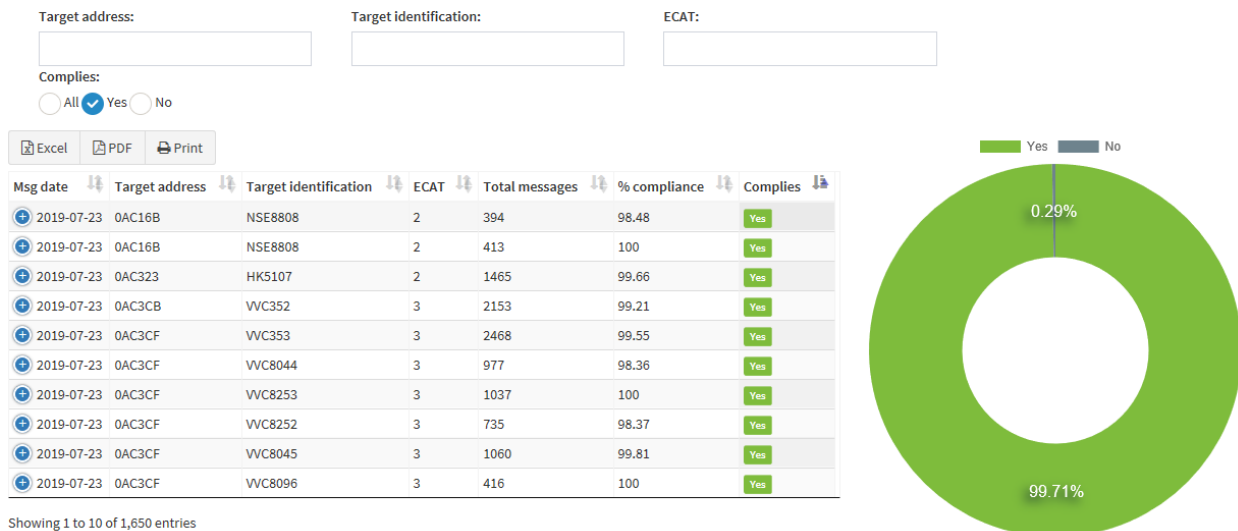 Target address: Target identification: ECAT:
Complies:
All Yes No
Excel PDF Print
Yes No
Msg date Target address Target identification ECAT Total messages % compliance Complies
2019-07-23 0AC16B NSE8808 2 394 98.48 Yes
2019-07-23 0AC16B NSE8808 2 413 100 Yes
2019-07-23 0AC323 HK5107 2 1465 99.66 Yes
2019-07-23 0AC3CB VVC352 3 2153 99.21 Yes
2019-07-23 0AC3CF VVC353 3 2468 99.55 Yes
2019-07-23 0AC3CF VVC8044 3 977 98.36 Yes
2019-07-23 0AC3CF VVC8253 3 1037 100 Yes
2019-07-23 0AC3CF VVC8252 3 735 98.37 Yes
2019-07-23 0AC3CF VVC8045 3 1060 99.81 Yes
2019-07-23 0AC3CF VVC8096 3 416 100 Yes
0.29%
99.71%
Showing 1 to 10 of 1,650 entries